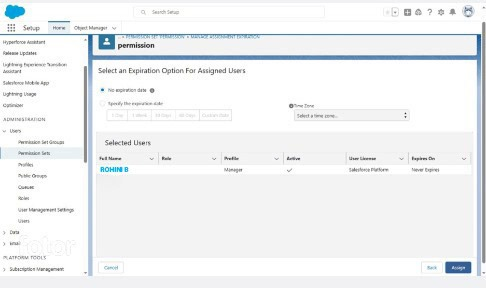 Search Setup
Setup
Home
Object Manager
Hyperforce Assistant
Release Updates
Lightning Experience Transition
Assistant
Salesforce Mobile App
Lightning Usage
Optimizer
ADMINISTRATION
Users
Permission Set Groups
Permission Sets
Profiles
Public Groups
Queues
Roles
User Management Settings
Users
Data
Email
PLATFORM TOOLS
Subscription Management
PERMISSION SET 'PERMISSION' > MANAGE ASSIGNMENT EXPIRATION
permission
Select an Expiration Option For Assigned Users
No expiration date
Specify the expiration date
1 Day 1 Week 30 Days 60 Days Custom Date
Time Zone
Select a time zone...
Selected Users
Full Name Role Profile Active User License Expires On
ROHINI B Manager Salesforce Platform Never Expires
Cancel Back Assign
fotor